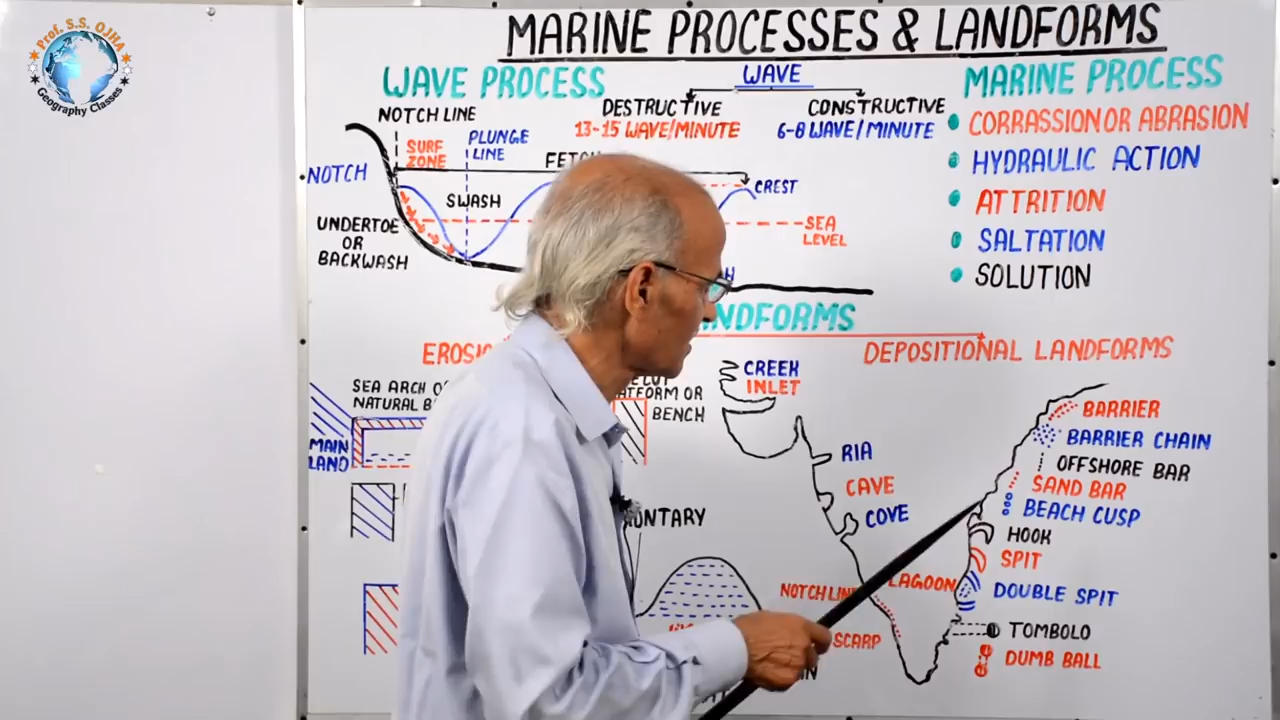 Prof. S.S. OJHA
Geography Classes
MARINE PROCESSES & LANDFORMS
WAVE PROCESS
WAVE
MARINE PROCESS
NOTCH LINE
DESTRUCTIVE
13-15 WAVE/MINUTE
CONSTRUCTIVE
6-8 WAVE/MINUTE
CORRASSION OR ABRASION
HYDRAULIC ACTION
ATTRITION
SALTATION
SOLUTION
SURF
ZONE
PLUNGE
LINE
NOTCH
SWASH
CREST
SEA
LEVEL
UNDERTOE
OR
BACKWASH
DEPOSITIONAL LANDFORMS
SEA ARCH
MAIN
LAND
BENCH
CREEK
INLET
RIA
CAVE
COVE
NOTCH LINE
SCARP
LAGOON
BARRIER
BARRIER CHAIN
OFFSHORE BAR
SAND BAR
BEACH CUSP
HOOK
SPIT
DOUBLE SPIT
TOMBOLO
DUMB BALL